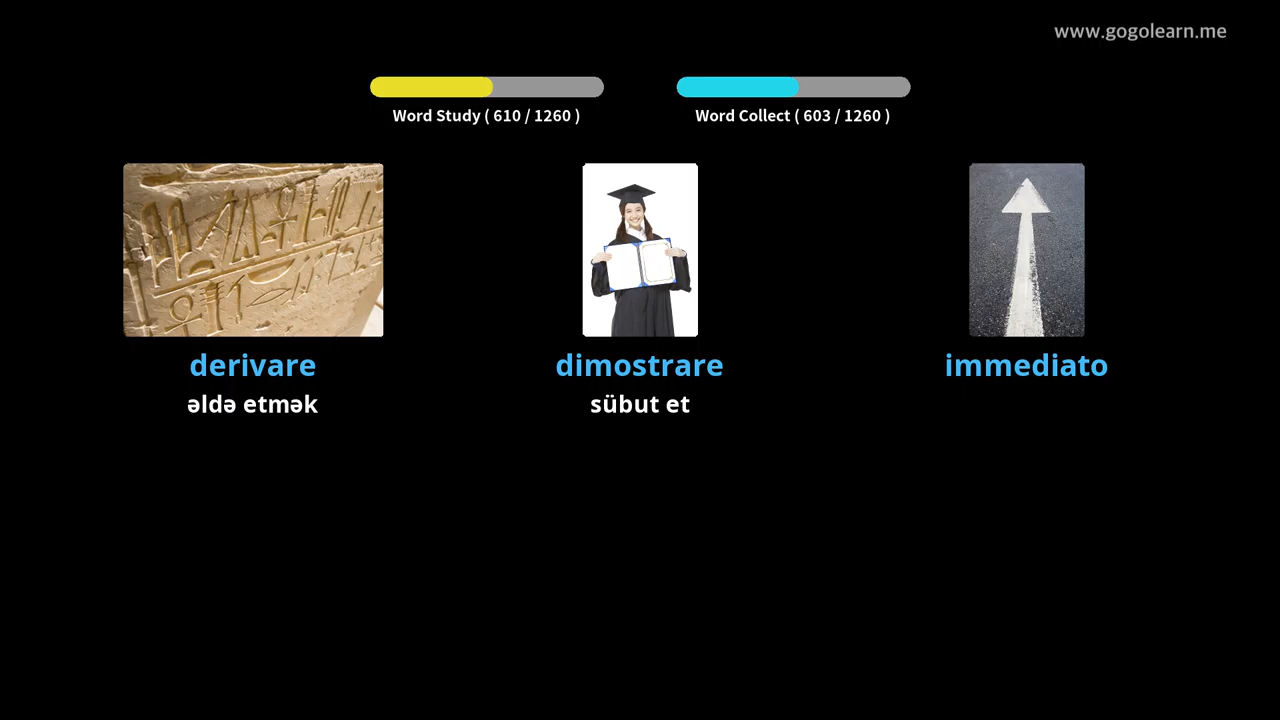 www.gogolearn.me
Word Study ( 610 / 1260 )
Word Collect ( 603 / 1260 )
derivare
dimostrare
immediato
əldə etmək
sübut et